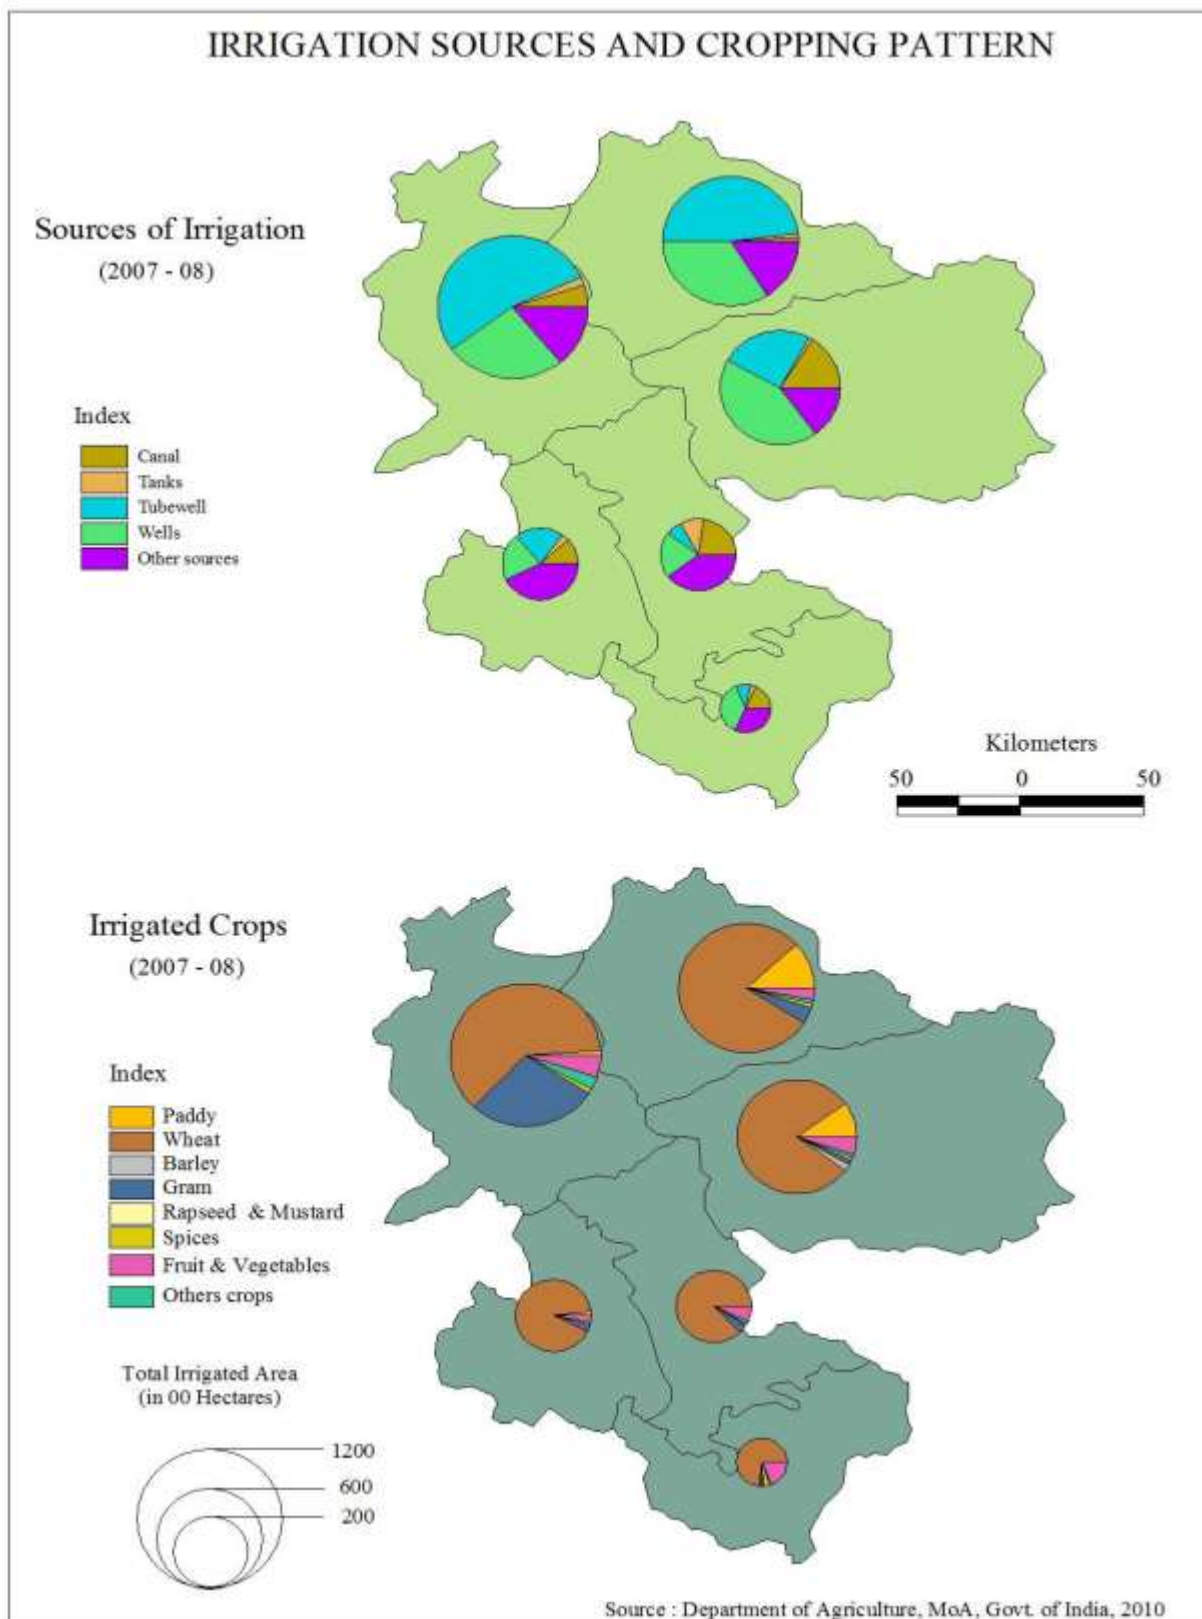 IRRIGATION SOURCES AND CROPPING PATTERN
Sources of Irrigation
(2007 - 08)
Index
Canal
Tanks
Tubewell
Wells
Other sources
Kilometers
50 0 50
Irrigated Crops
(2007 - 08)
Index
Paddy
Wheat
Barley
Gram
Rapseed & Mustard
Spices
Fruit & Vegetables
Others crops
Total Irrigated Area
(in 00 Hectares)
1200
600
200
Source : Department of Agriculture, MoA, Govt. of India, 2010